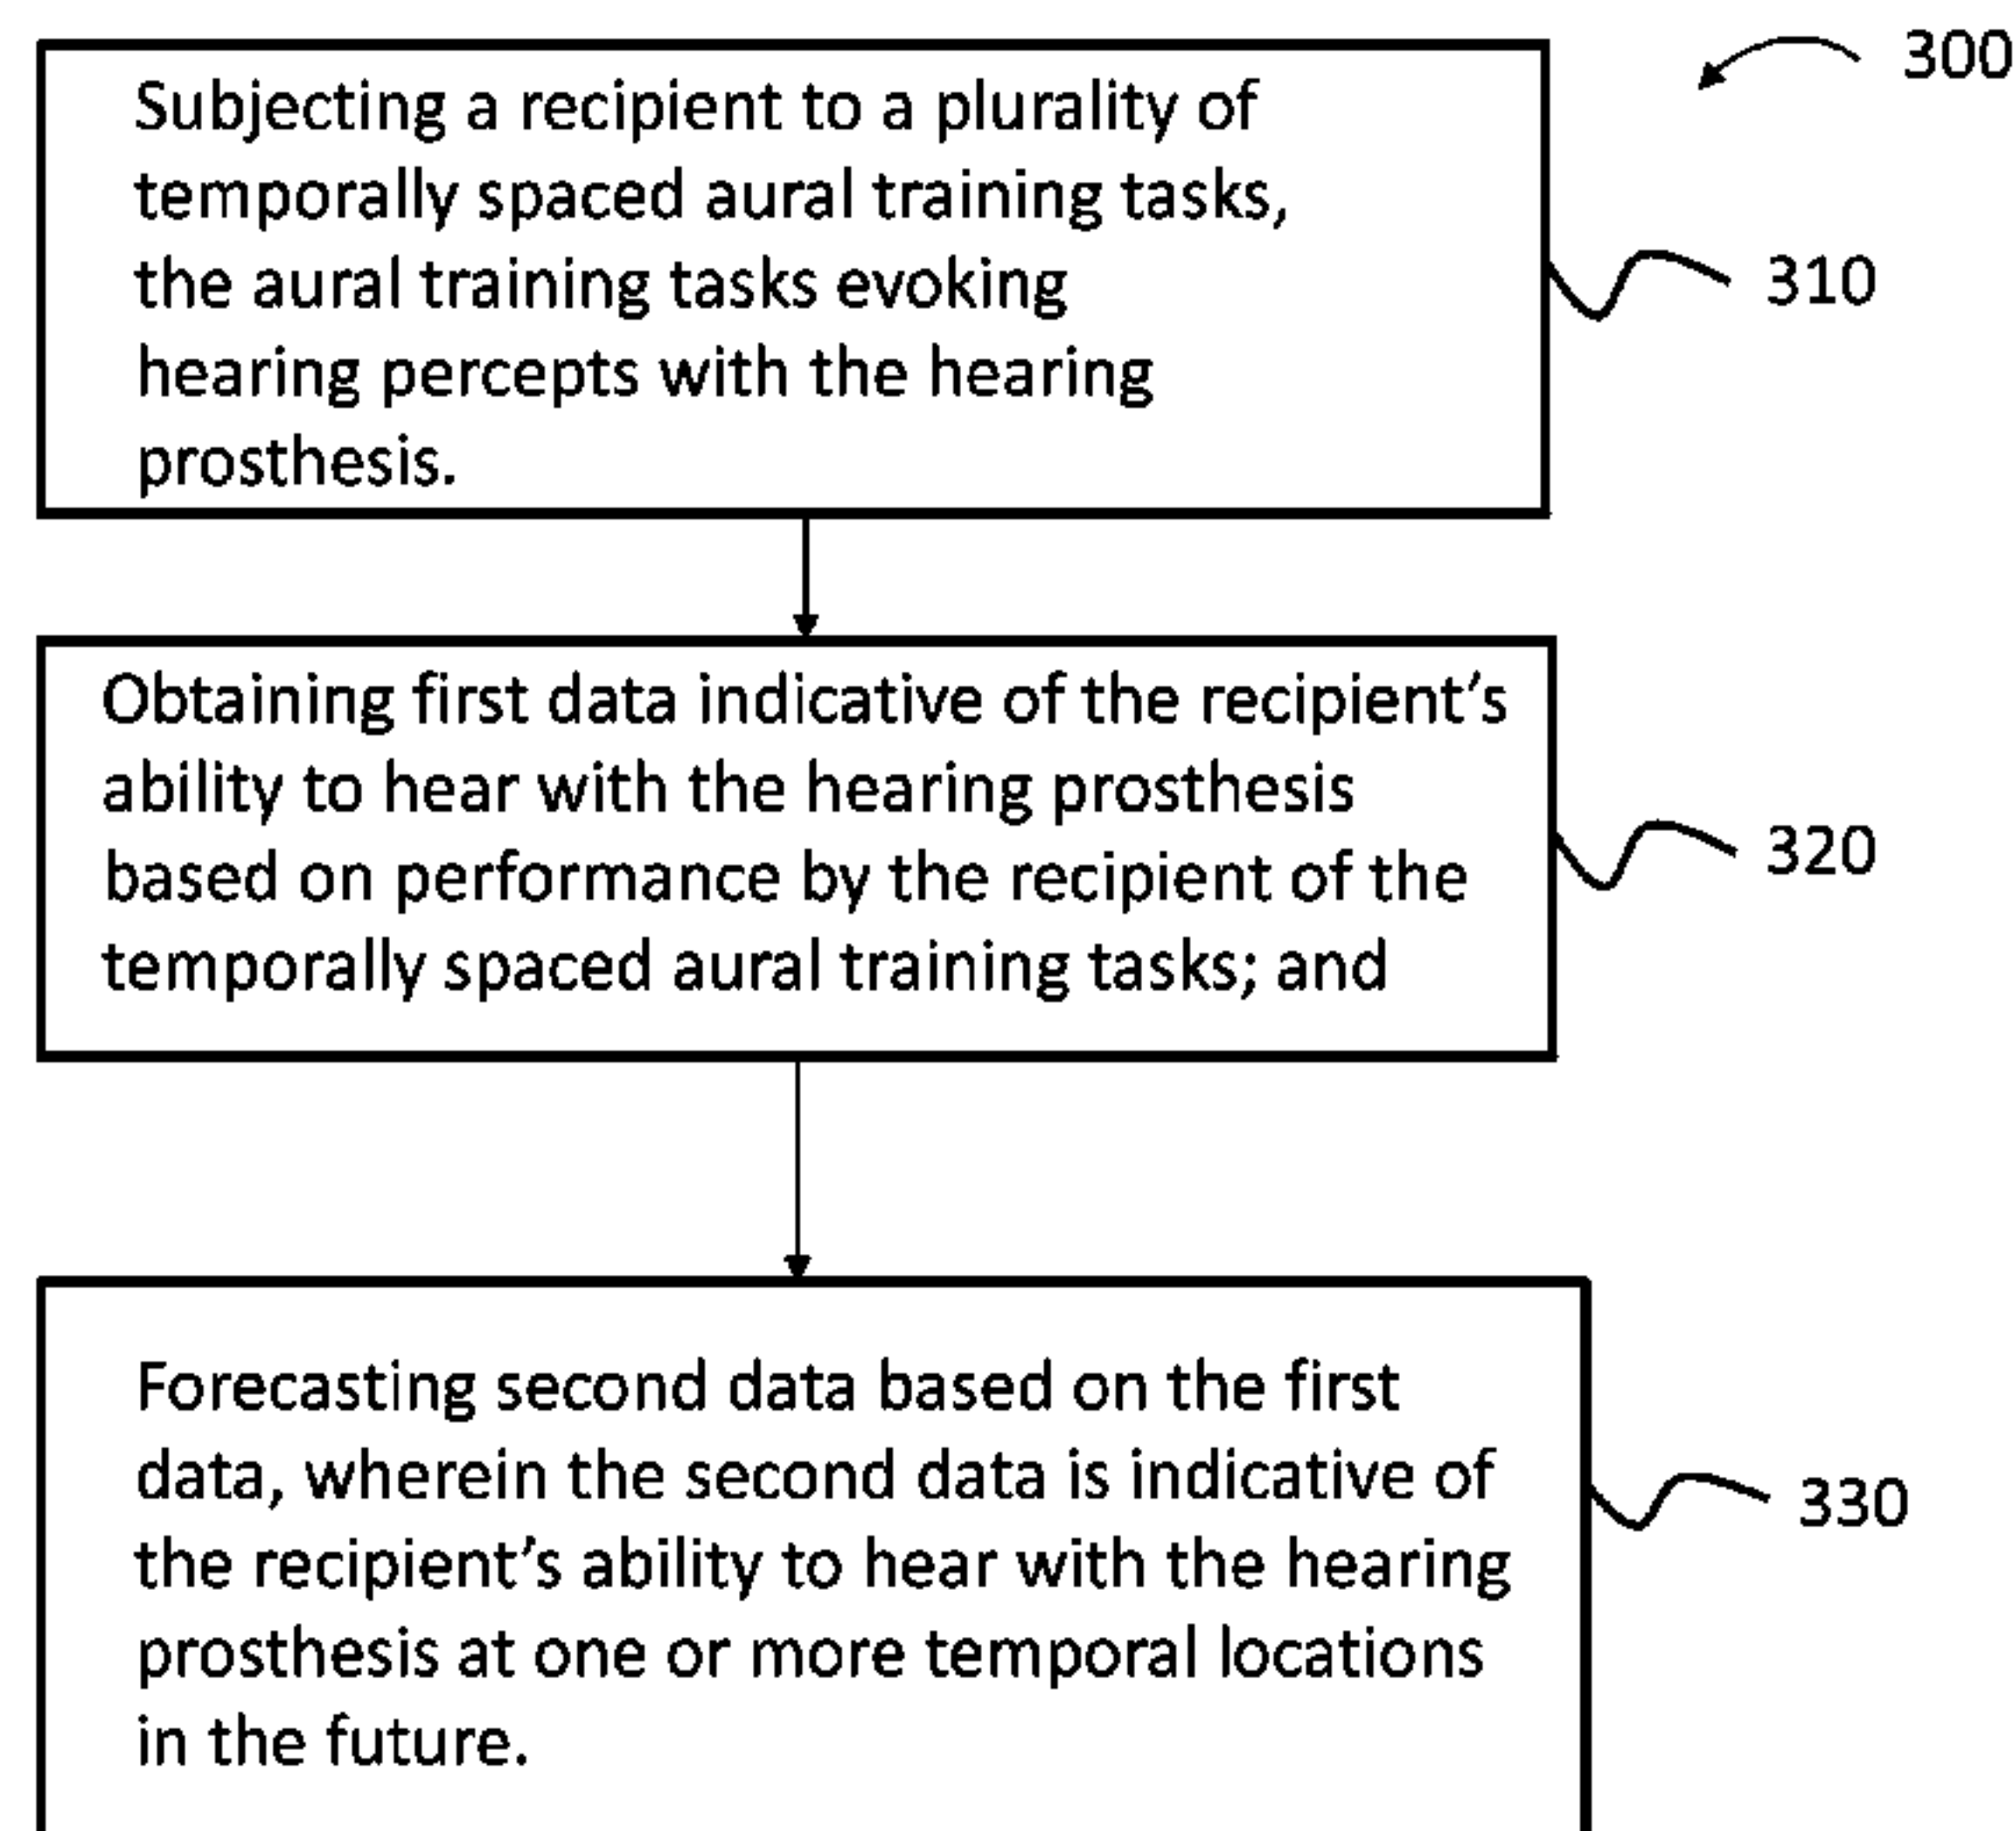 300
Subjecting a recipient to a plurality of
temporally spaced aural training tasks,
the aural training tasks evoking
hearing percepts with the hearing
prosthesis.
310
Obtaining first data indicative of the recipient's
ability to hear with the hearing prosthesis
based on performance by the recipient of the
temporally spaced aural training tasks; and
320
Forecasting second data based on the first
data, wherein the second data is indicative of
the recipient's ability to hear with the hearing
prosthesis at one or more temporal locations
in the future.
330